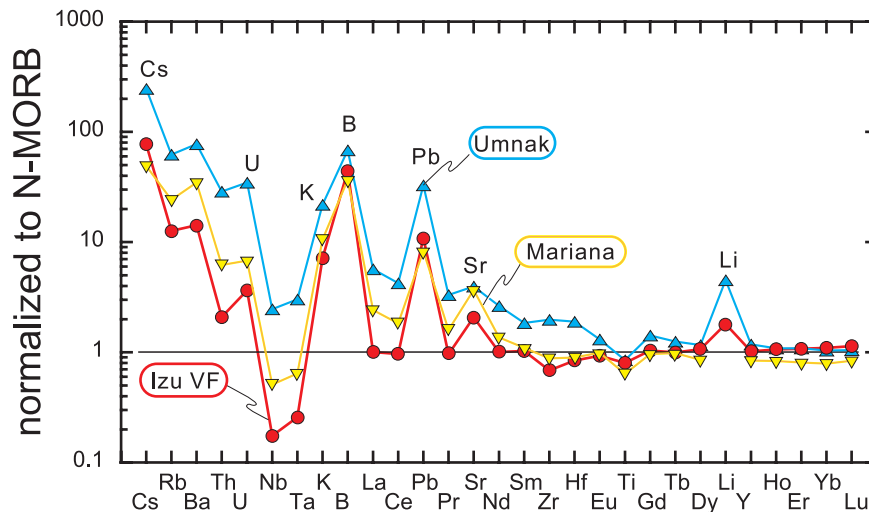 normalized to N-MORB
1000
100
10
1
0.1
Cs
U
K
B
Pb
Sr
Li
Umnak
Mariana
Izu VF
Rb Th Nb K La Pb Sr Sm Hf Ti Tb Li Ho Yb
Cs Ba U Ta B Ce Pr Nd Zr Eu Gd Dy Y Er Lu